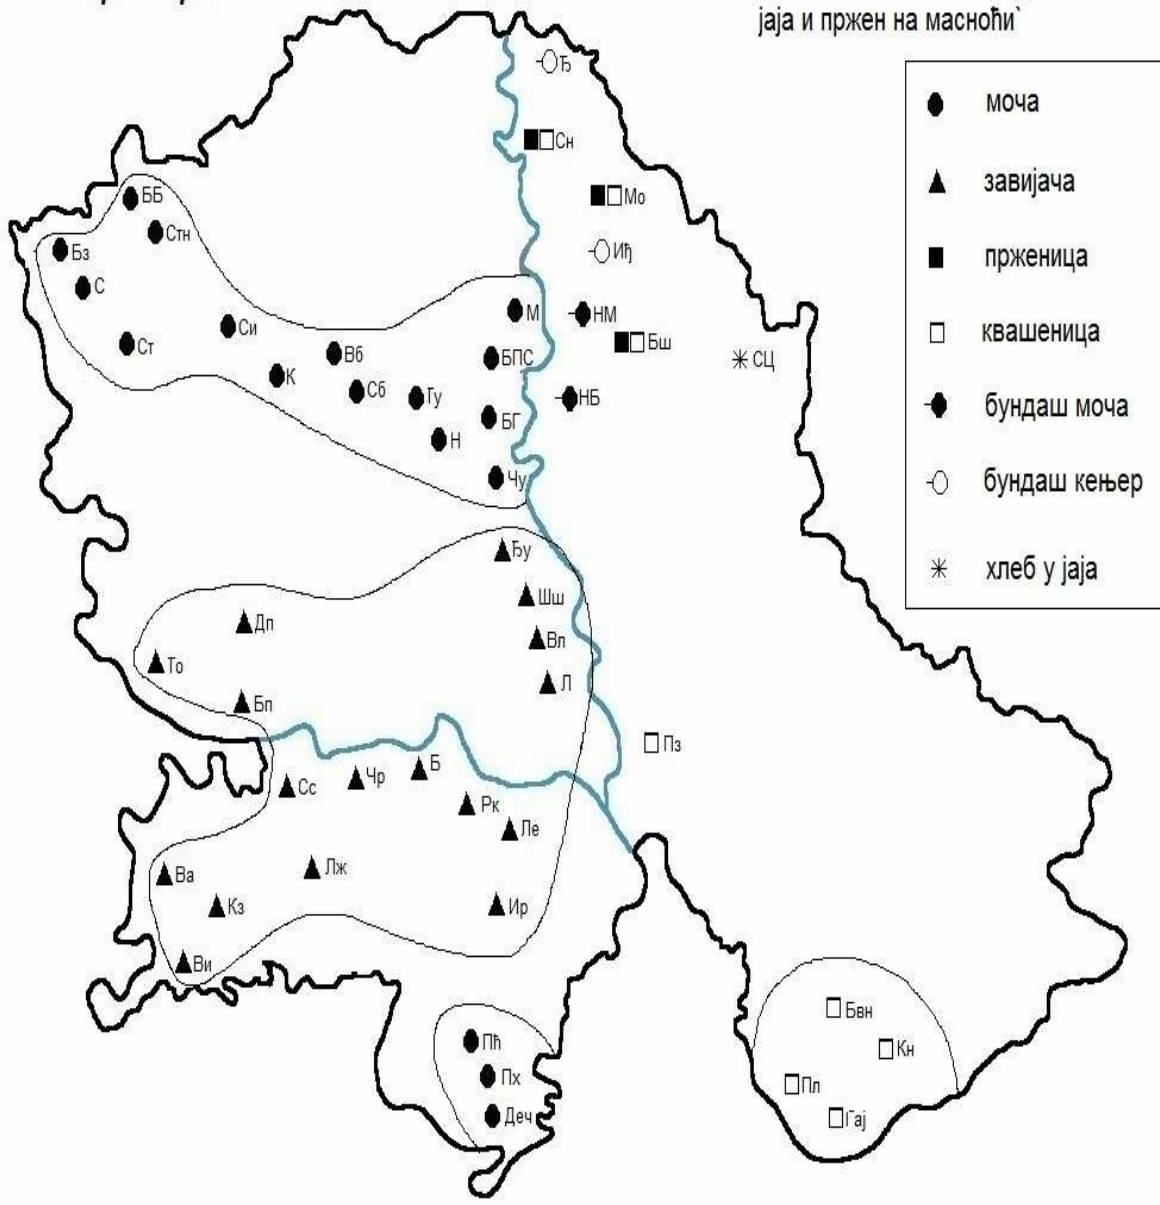 јаја и пржен на масноћи`
моча
завијача
прженица
квашеница
бундаш моча
бундаш кењер
хлеб у јаја
Ђ
Сн
Мо
Иђ
НМ
Бш
СЦ
НБ
ББ
Стн
Бз
С
Ст
Си
К
Вб
Сб
Ту
Н
М
БПС
БГ
Чу
Ђу
Шш
Вл
Л
Дп
То
Бп
Пз
Сс
Чр
Б
Рк
Ле
Лж
Ва
Кз
Ви
Ир
Пћ
Пх
Деч
Бвн
Кн
Пл
Гај